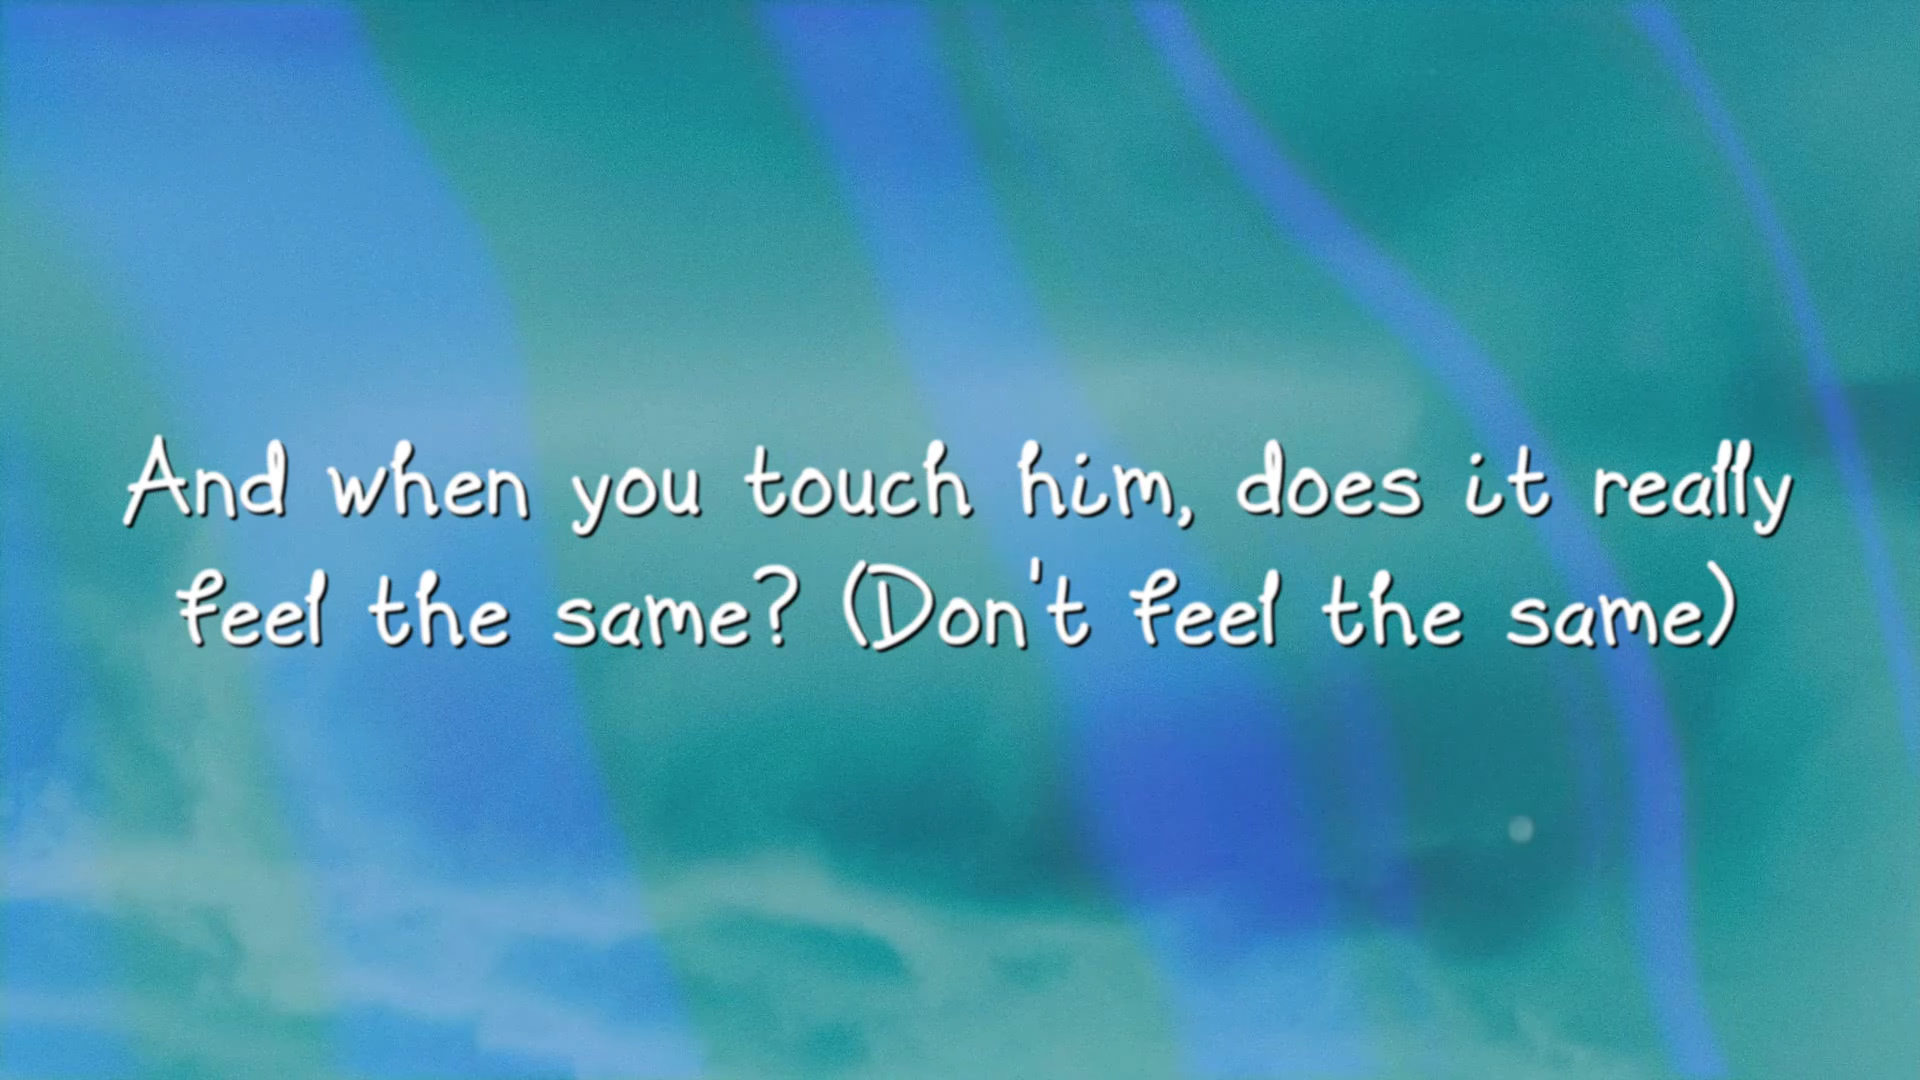 And when you touch him, does it really
feel the same? (Don't feel the same)